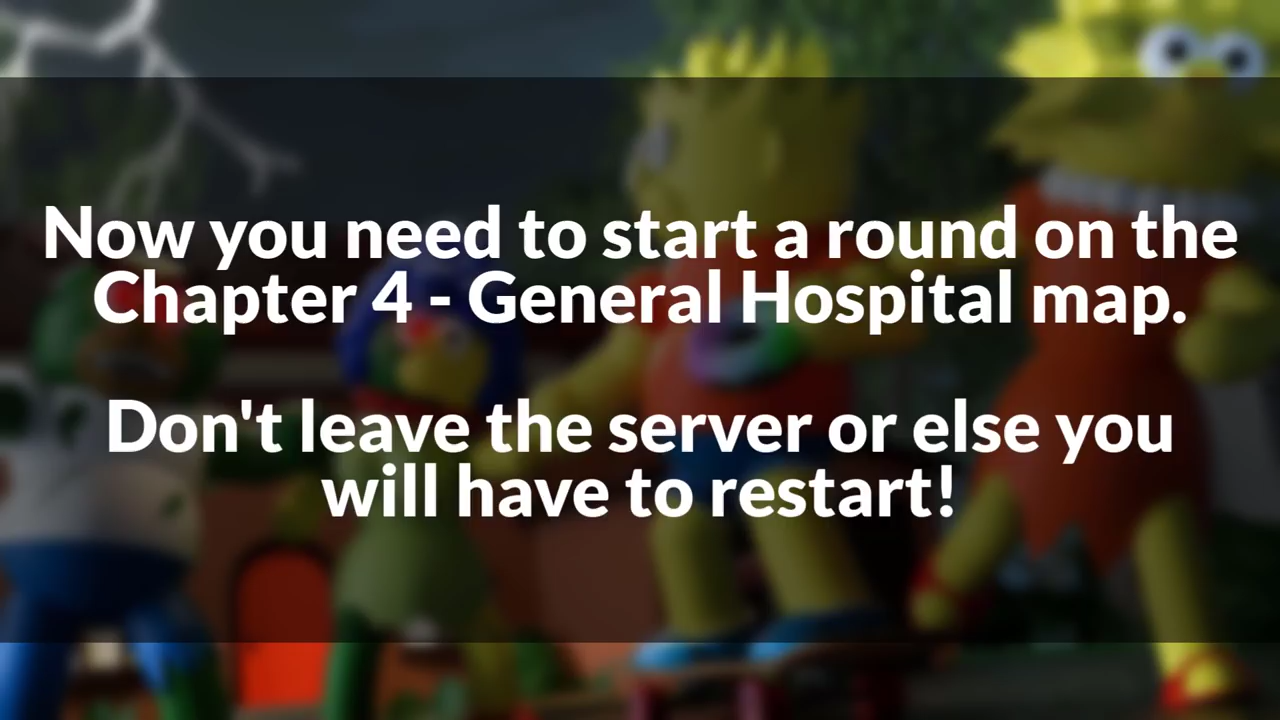 Now you need to start a round on the
Chapter 4 - General Hospital map.
Don't leave the server or else you
will have to restart!